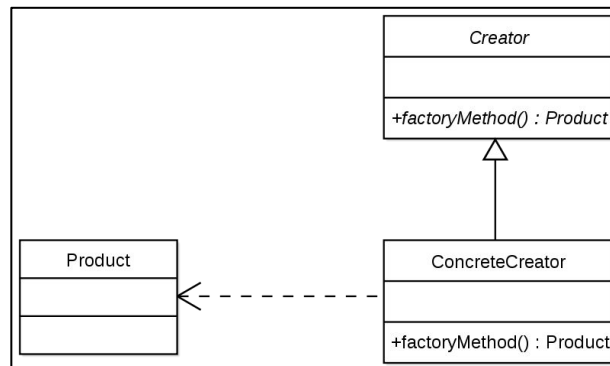 Creator
+factoryMethod() : Product
Product
ConcreteCreator
+factoryMethod() : Product